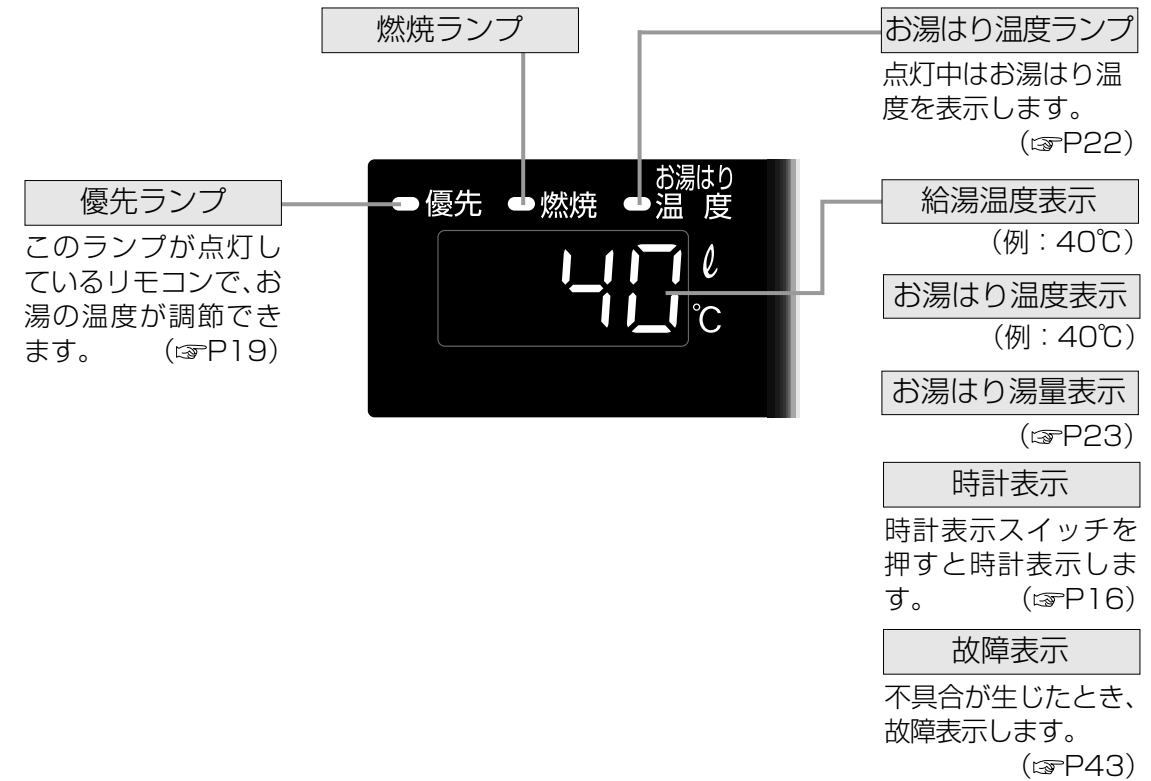 燃焼ランプ
お湯はり温度ランプ
点灯中はお湯はり温
度を表示します。
(☞P22)
優先ランプ
このランプが点灯し
ているリモコンで、お
湯の温度が調節でき
ます。 (☞P19)
優先 燃焼 お湯はり
温度
40 ℓ
℃
給湯温度表示
(例:40℃)
お湯はり温度表示
(例:40℃)
お湯はり湯量表示
(☞P23)
時計表示
時計表示スイッチを
押すと時計表示しま
す。 (☞P16)
故障表示
不具合が生じたとき、
故障表示します。
(☞P43)